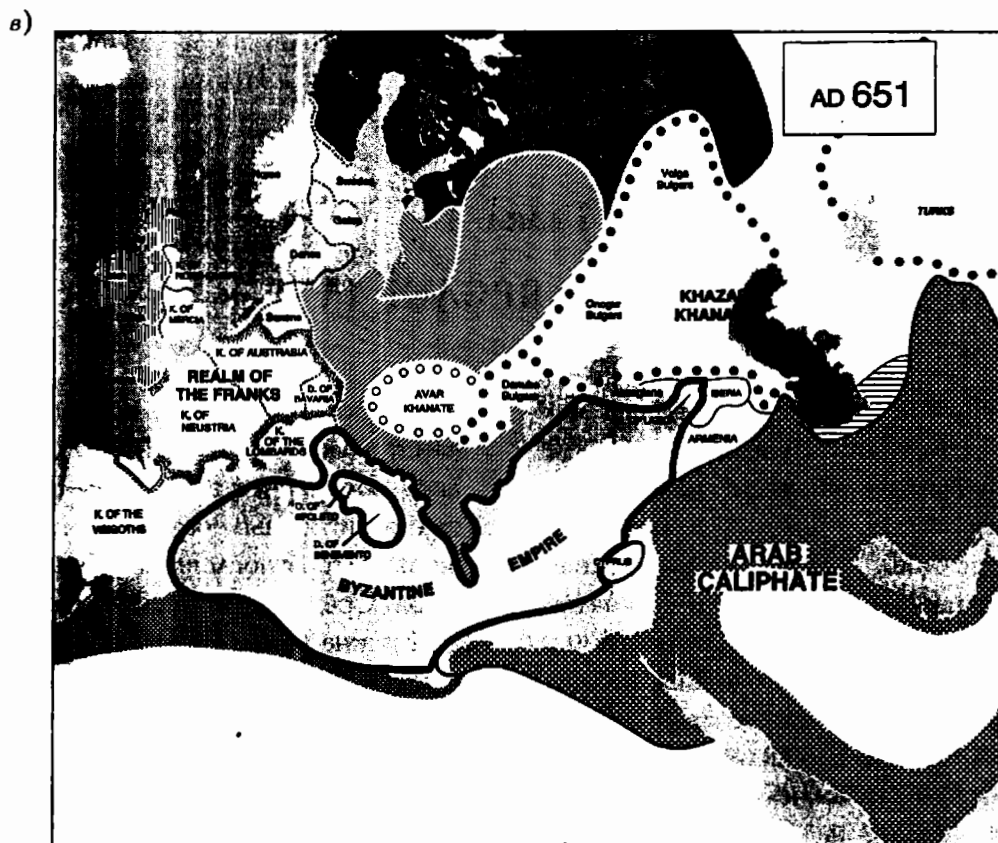 в)
AD 651
Volga
Bulgars
TURKS
Swedes
Danes
Onogur
Bulgars
K. OF
MERCIA
Saxons
K. OF AUSTRASIA
REALM OF
THE FRANKS
D. OF
BAVARIA
AVAR
KHANATE
Danube
Bulgars
IBERIA
K. OF
NEUSTRIA
K.
OF THE
LOMBARDS
ARMENIA
K. OF THE
VISIGOTHS
D. OF
SPOLETO
D. OF
BENEVENTO
BYZANTINE
EMPIRE
CYPRUS
ARAB
CALIPHATE